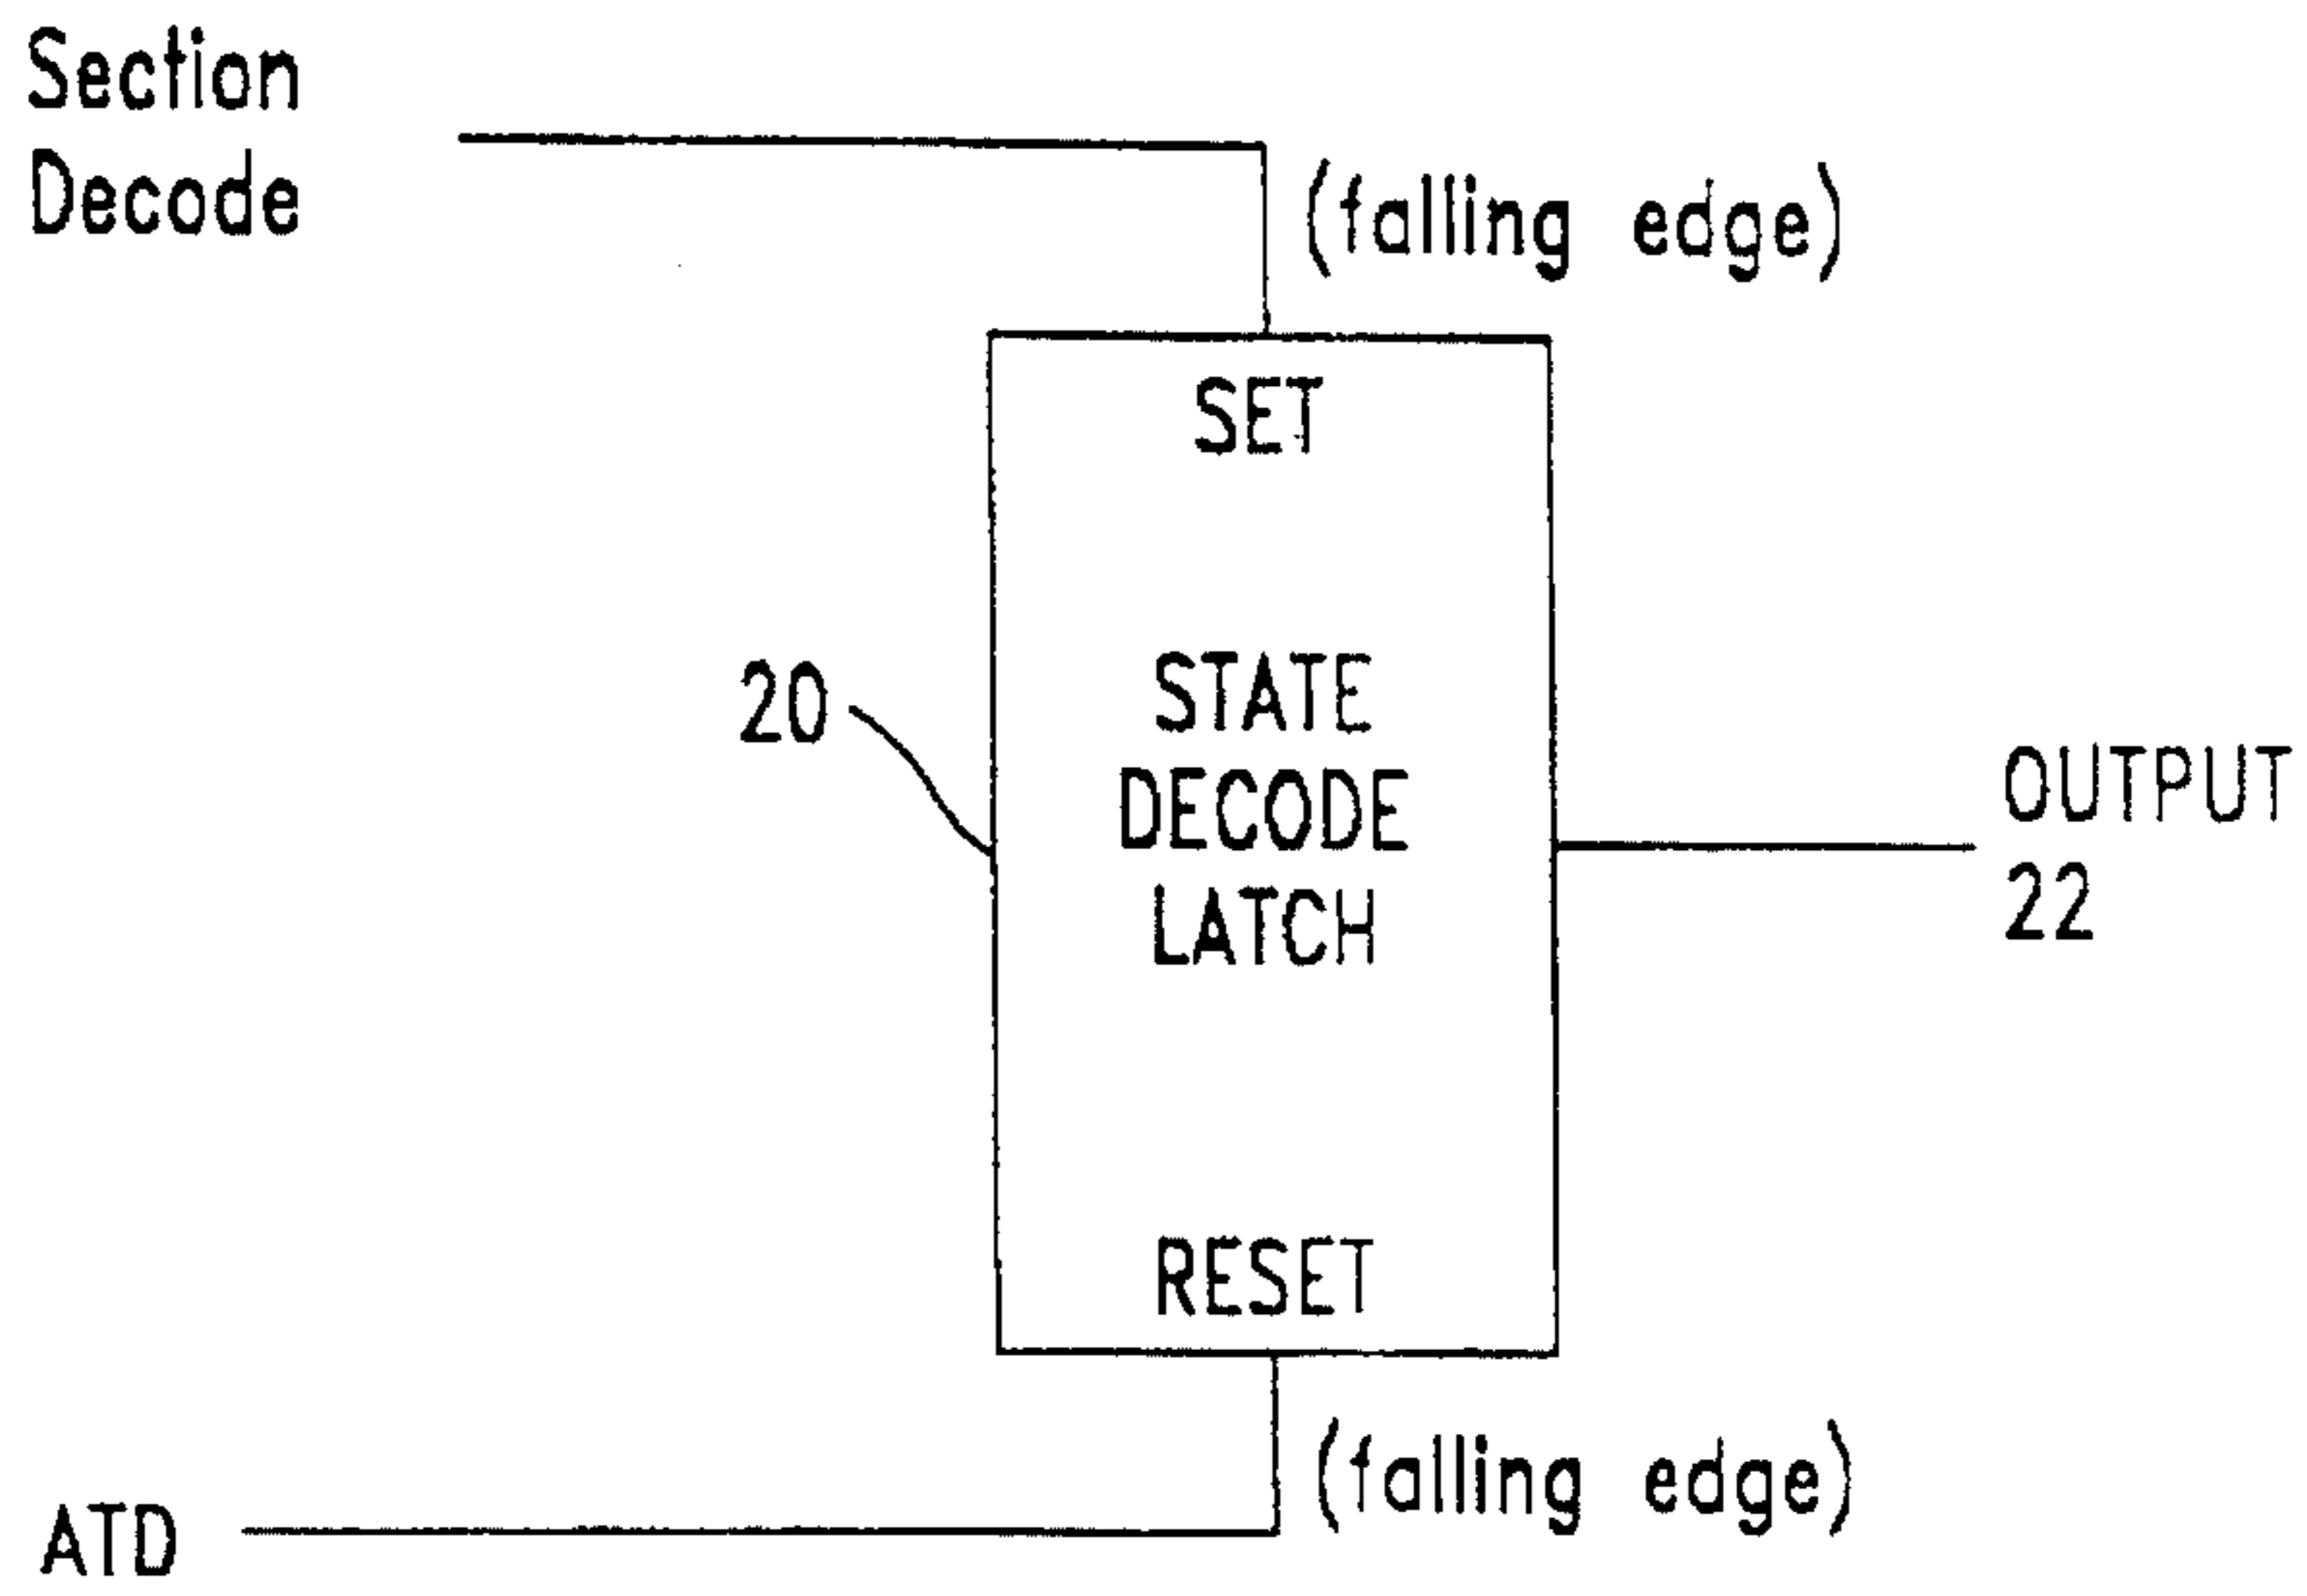 Section
Decode
(falling edge)
SET
20
STATE
DECODE
LATCH
OUTPUT
22
RESET
(falling edge)
ATD